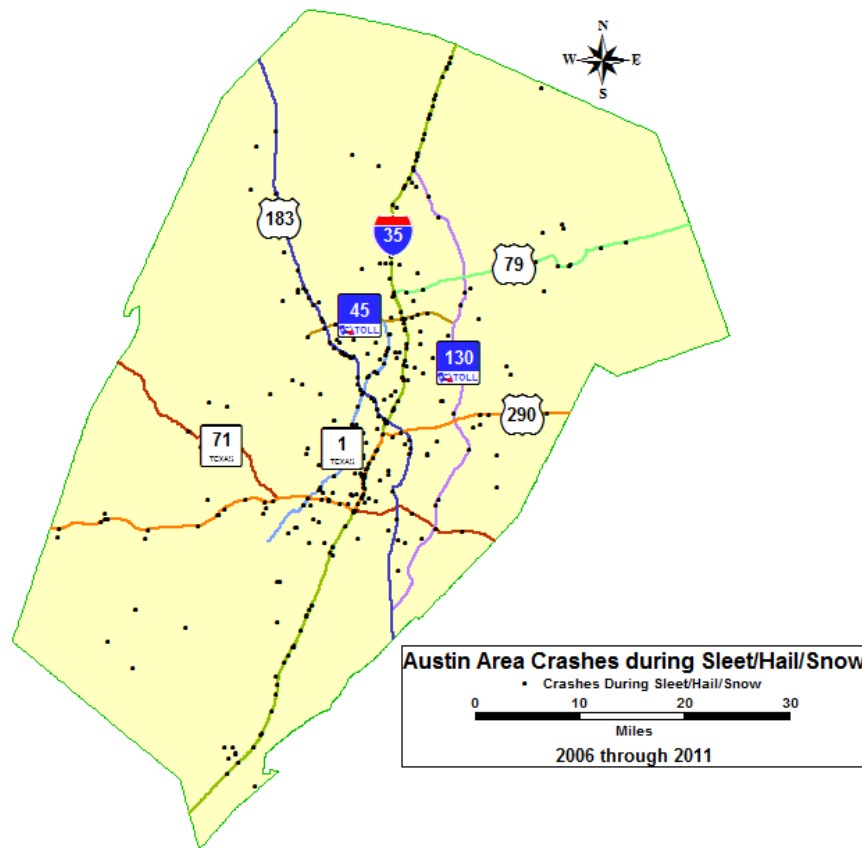 N
W
E
S
183
35
79
45
TOLL
130
TOLL
290
71
TEXAS
1
TEXAS
Austin Area Crashes during Sleet/Hail/Snow
Crashes During Sleet/Hail/Snow
0 10 20 30
Miles
2006 through 2011